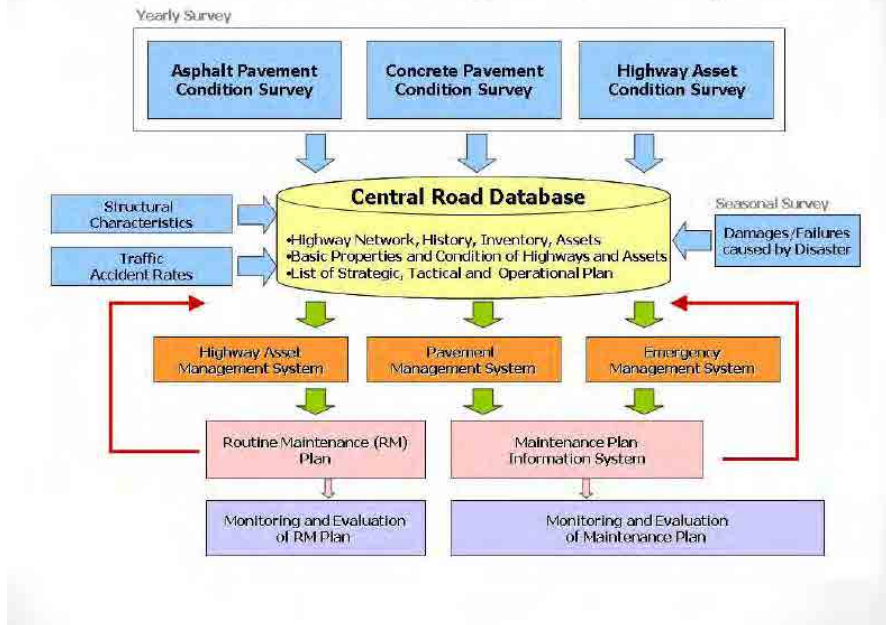 Yearly Survey
Asphalt Pavement
Condition Survey
Concrete Pavement
Condition Survey
Highway Asset
Condition Survey
Central Road Database
•Highway Network, History, Inventory, Assets
•Basic Properties and Condition of Highways and Assets
•List of Strategic, Tactical and Operational Plan
Structural
Characteristics
Traffic
Accident Rates
Seasonal Survey
Damages/Failures
caused by Disaster
Highway Asset
Management System
Pavement
Management System
Emergency
Management System
Routine Maintenance (RM)
Plan
Maintenance Plan
Information System
Monitoring and Evaluation
of RM Plan
Monitoring and Evaluation
of Maintenance Plan